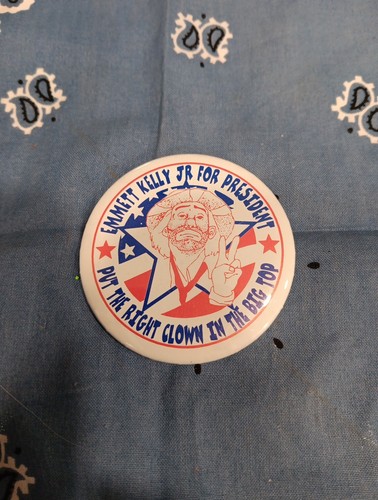 EMMETT KELLY JR FOR PRESIDENT
PUT THE RIGHT CLOWN IN THE BIG TOP